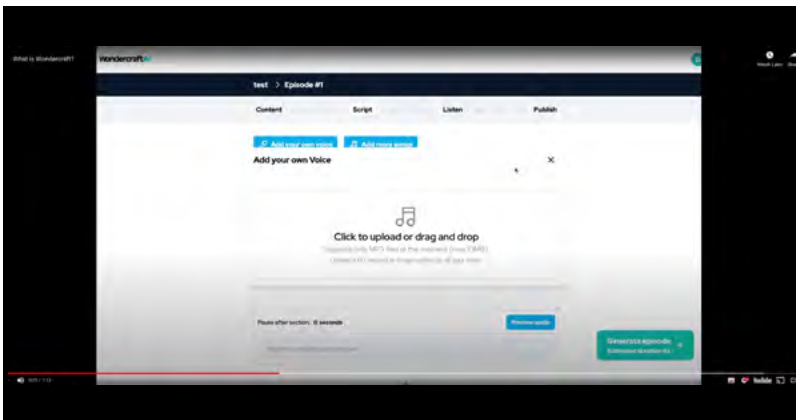 What is Wondercraft?
Wondercraft
test > Episode #1
Content Script Listen Publish
Add your own voice Add more songs
Add your own Voice
Click to upload or drag and drop
Pause after section: 0 seconds
Preview audio
Generate episode
Watch Later